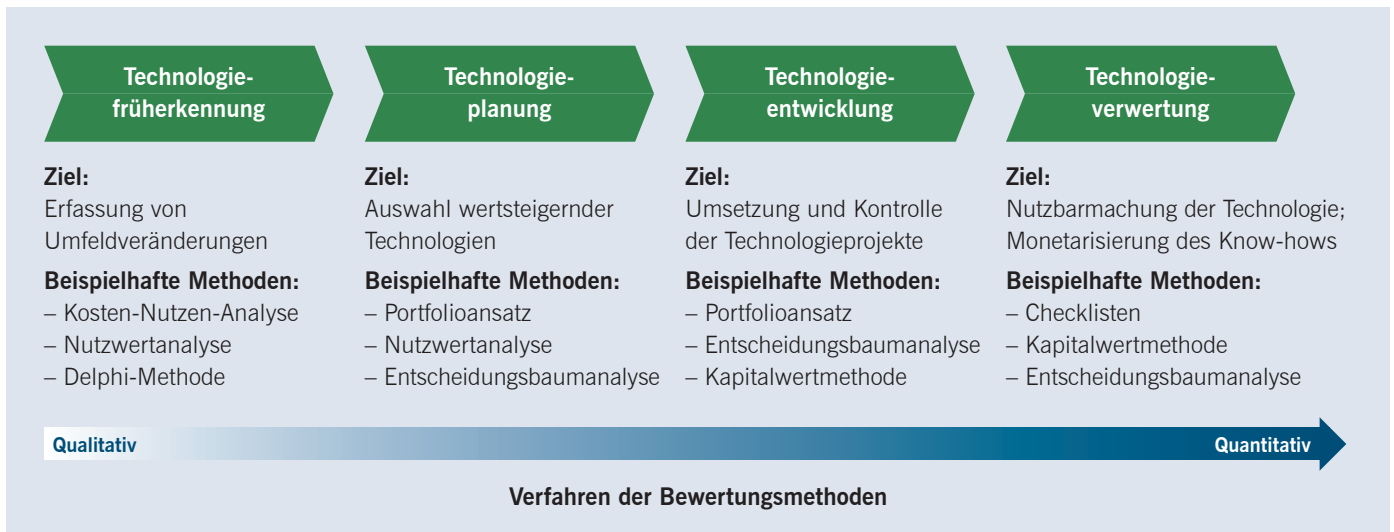 Technologie-
früherkennung
Ziel:
Erfassung von
Umfeldveränderungen
Beispielhafte Methoden:
– Kosten-Nutzen-Analyse
– Nutzwertanalyse
– Delphi-Methode
Technologie-
planung
Ziel:
Auswahl wertsteigernder
Technologien
Beispielhafte Methoden:
– Portfolioansatz
– Nutzwertanalyse
– Entscheidungsbaumanalyse
Technologie-
entwicklung
Ziel:
Umsetzung und Kontrolle
der Technologieprojekte
Beispielhafte Methoden:
– Portfolioansatz
– Entscheidungsbaumanalyse
– Kapitalwertmethode
Technologie-
verwertung
Ziel:
Nutzbarmachung der Technologie;
Monetarisierung des Know-hows
Beispielhafte Methoden:
– Checklisten
– Kapitalwertmethode
– Entscheidungsbaumanalyse
Qualitativ
Quantitativ
Verfahren der Bewertungsmethoden